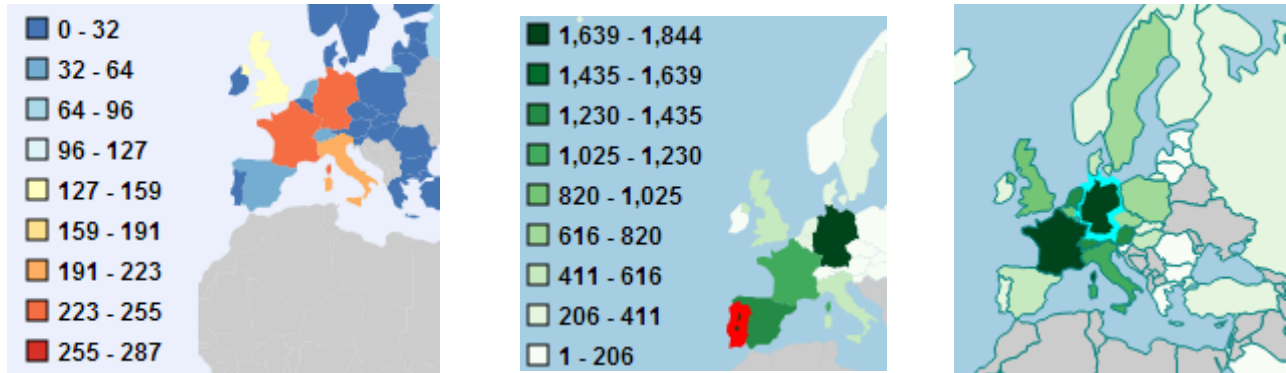 0 - 32
32 - 64
64 - 96
96 - 127
127 - 159
159 - 191
191 - 223
223 - 255
255 - 287
1,639 - 1,844
1,435 - 1,639
1,230 - 1,435
1,025 - 1,230
820 - 1,025
616 - 820
411 - 616
206 - 411
1 - 206